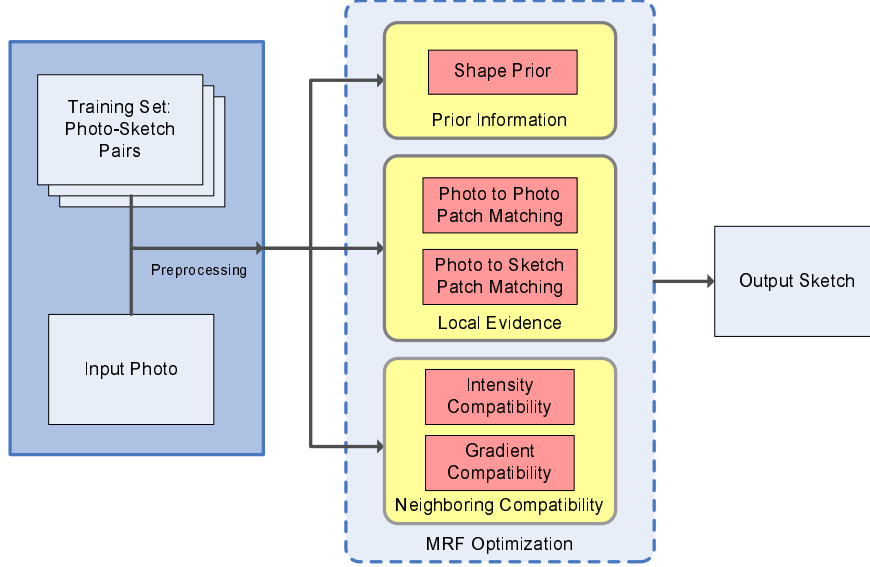 Training Set:
Photo-Sketch
Pairs
Preprocessing
Input Photo
Shape Prior
Prior Information
Photo to Photo
Patch Matching
Photo to Sketch
Patch Matching
Local Evidence
Intensity
Compatibility
Gradient
Compatibility
Neighboring Compatibility
MRF Optimization
Output Sketch